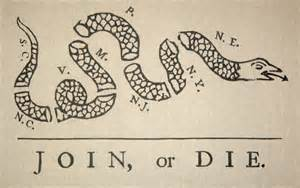 S. C.
N. C.
V.
M.
P.
N. J.
N. Y.
N. E.
JOIN, or DIE.